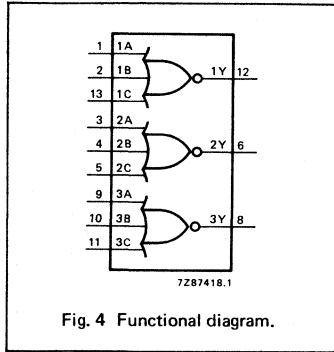 1 1A
2 1B 1Y 12
13 1C
3 2A
4 2B 2Y 6
5 2C
9 3A
10 3B 3Y 8
11 3C
7Z87418.1
Fig. 4 Functional diagram.